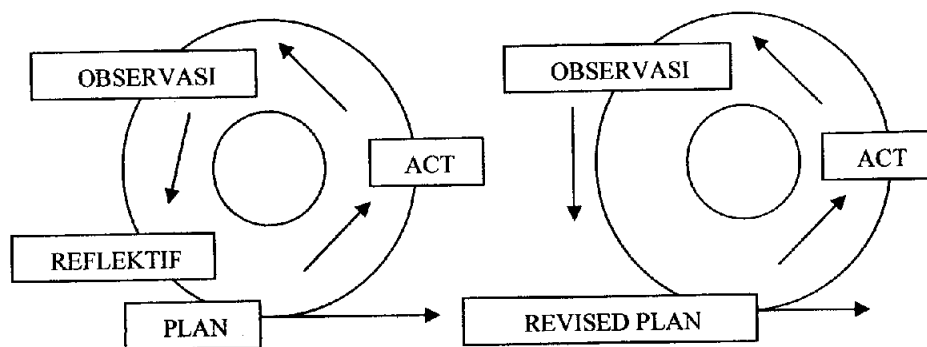 OBSERVASI
OBSERVASI
ACT
ACT
REFLEKTIF
PLAN
REVISED PLAN